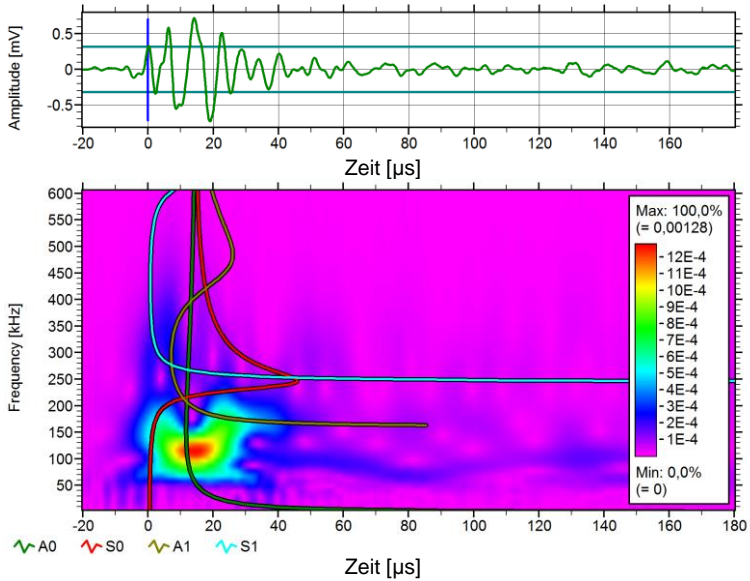 Amplitude [mV]
0.5
0
-0.5
-20 0 20 40 60 80 100 120 140 160
Zeit [µs]
Frequency [kHz]
600
550
500
450
400
350
300
250
200
150
100
50
Max: 100,0%
(= 0,00128)
12E-4
11E-4
10E-4
9E-4
8E-4
7E-4
6E-4
5E-4
4E-4
3E-4
2E-4
1E-4
Min: 0,0%
(= 0)
-20 0 20 40 60 80 100 120 140 160 180
A0 S0 A1 S1
Zeit [µs]